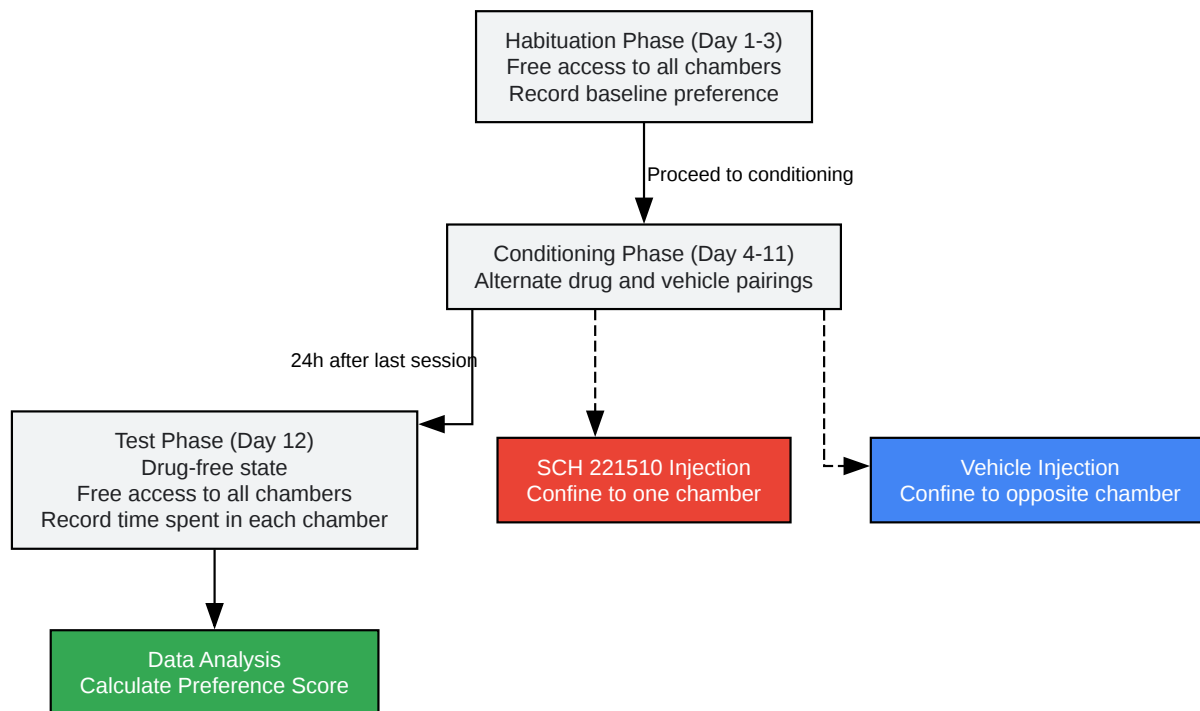 Habituation Phase (Day 1-3)
Free access to all chambers
Record baseline preference
Proceed to conditioning
Conditioning Phase (Day 4-11)
Alternate drug and vehicle pairings
24h after last session
Test Phase (Day 12)
Drug-free state
Free access to all chambers
Record time spent in each chamber
SCH 221510 Injection
Confine to one chamber
Vehicle Injection
Confine to opposite chamber
Data Analysis
Calculate Preference Score